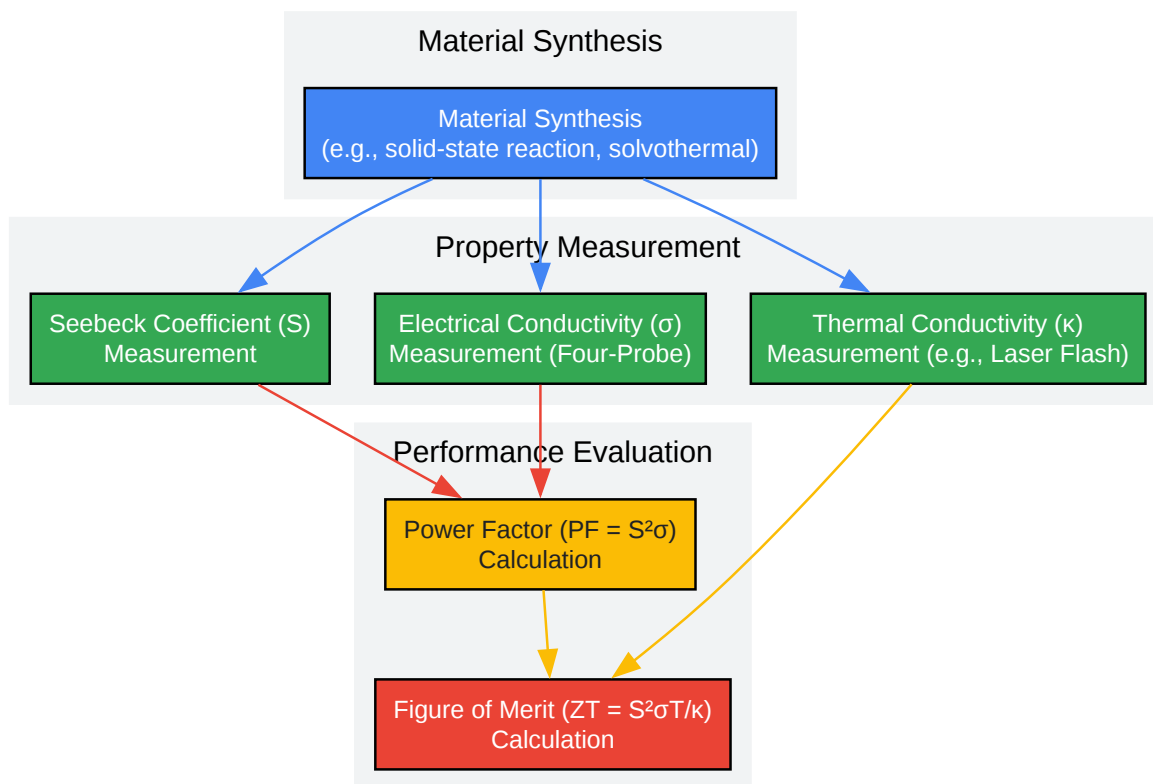 Material Synthesis
Material Synthesis
(e.g., solid-state reaction, solvothermal)
Property Measurement
Seebeck Coefficient (S)
Measurement
Electrical Conductivity (σ)
Measurement (Four-Probe)
Thermal Conductivity (κ)
Measurement (e.g., Laser Flash)
Performance Evaluation
Power Factor (PF = S²σ)
Calculation
Figure of Merit (ZT = S²σT/κ)
Calculation